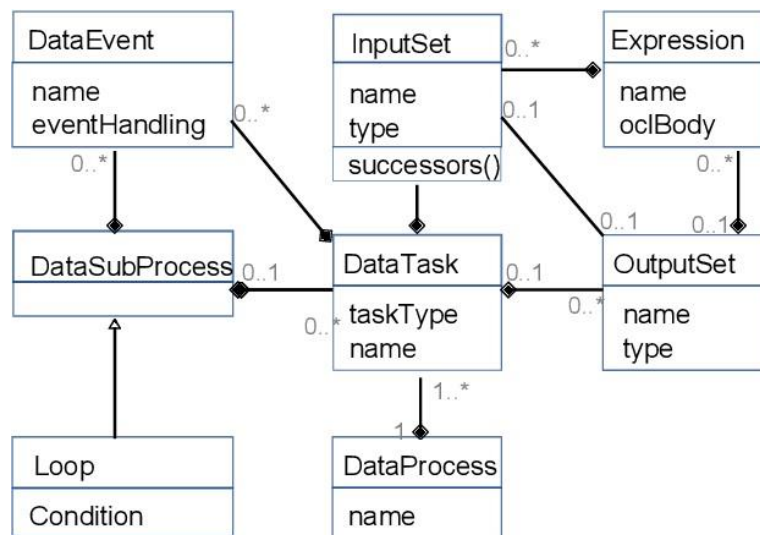 DataEvent
name
eventHandling
0..*
0..*
InputSet
name
type
successors()
0..*
0..1
Expression
name
oclBody
0..*
0..1
0..1
DataSubProcess
0..1
0..*
DataTask
taskType
name
0..1
0..*
OutputSet
name
type
1..*
1
Loop
Condition
DataProcess
name